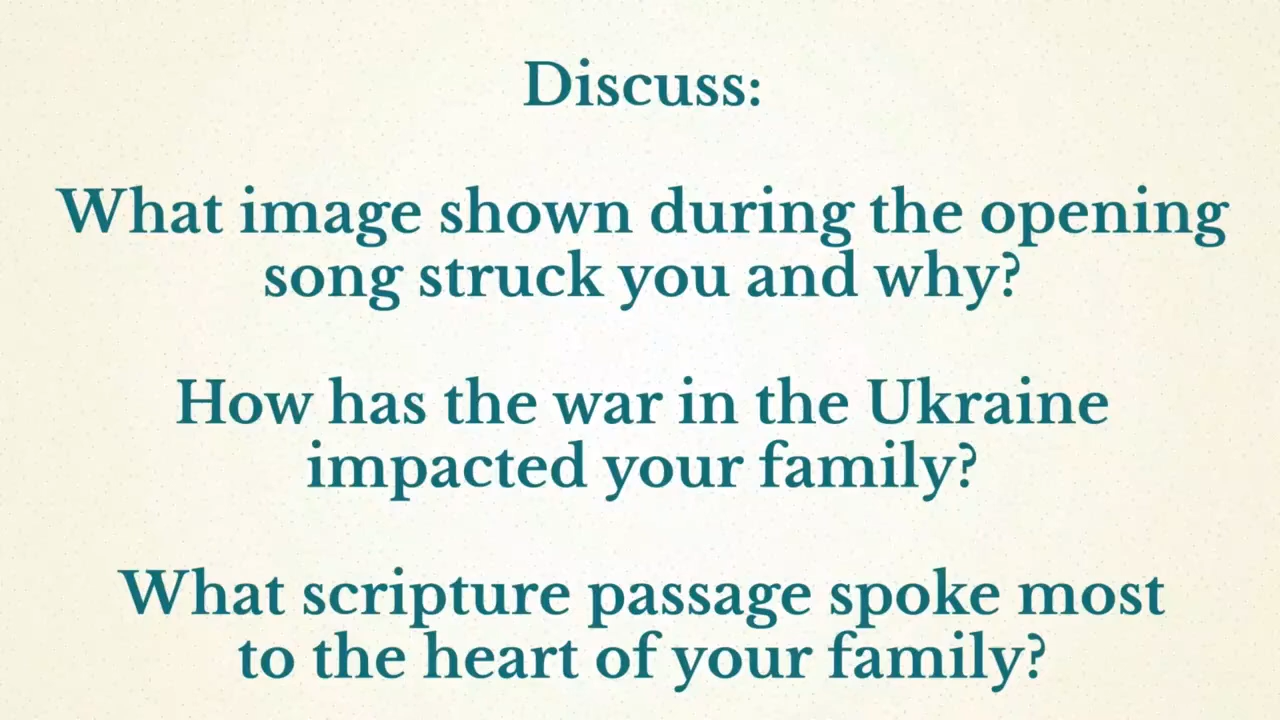 Discuss:
What image shown during the opening
song struck you and why?
How has the war in the Ukraine
impacted your family?
What scripture passage spoke most
to the heart of your family?